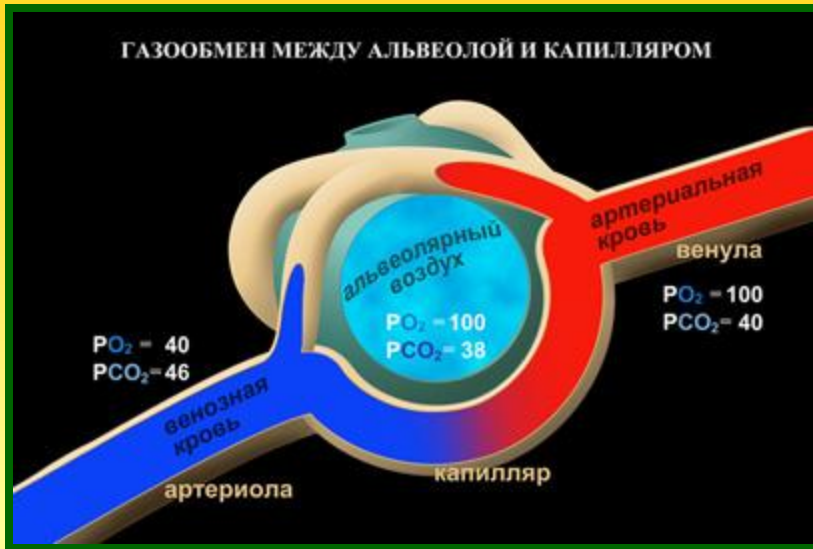 ГАЗООБМЕН МЕЖДУ АЛЬВЕОЛОЙ И КАПИЛЛЯРОМ
артериальная
кровь
венула
PO₂ = 100
PCO₂= 40
альвеолярный
воздух
PO₂ = 100
PCO₂= 38
PO₂ = 40
PCO₂=46
венозная
кровь
артериола
капилляр